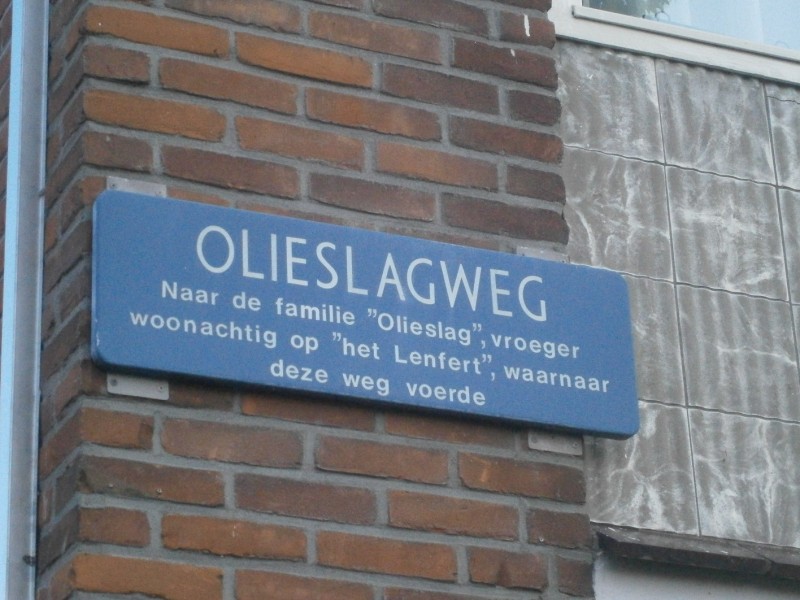 OLIESLAGWEG
Naar de familie "Olieslag", vroeger
woonachtig op "het Lenfert", waarnaar
deze weg voerde